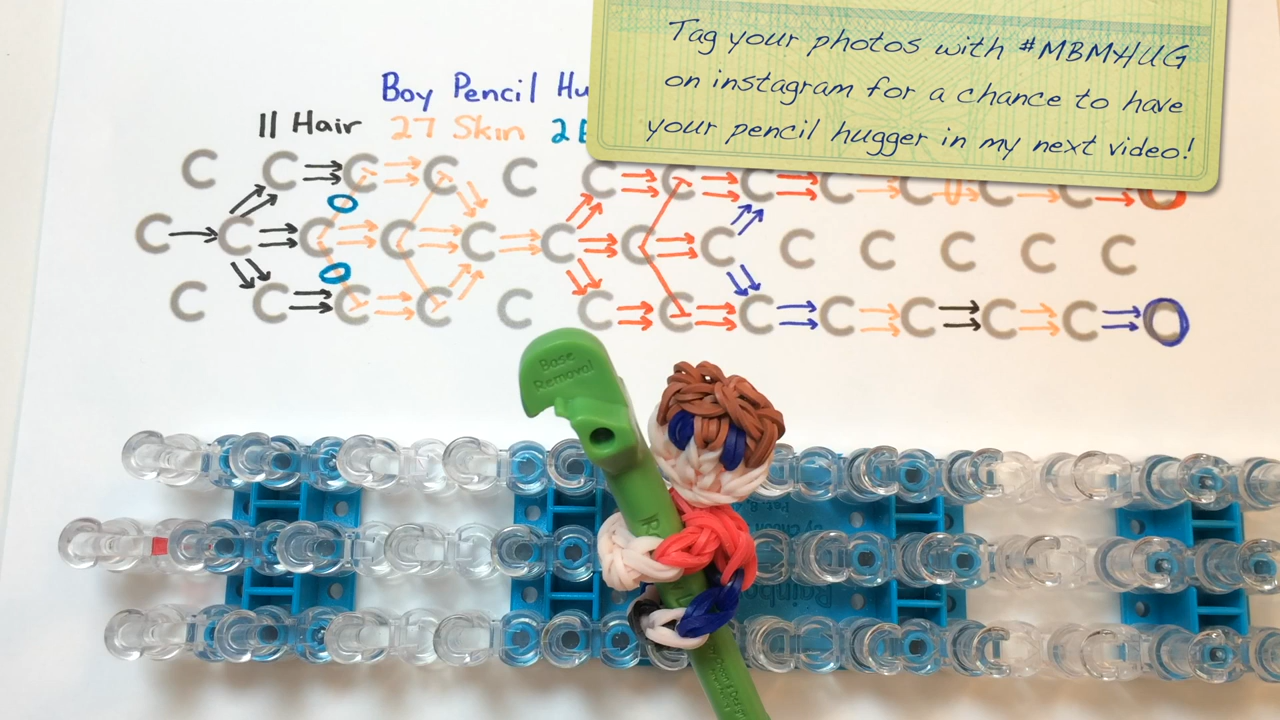 Tag your photos with #MBMHUG
on instagram for a chance to have
your pencil hugger in my next video!
Boy Pencil
11 Hair 27 Skin 2
Base
Removal